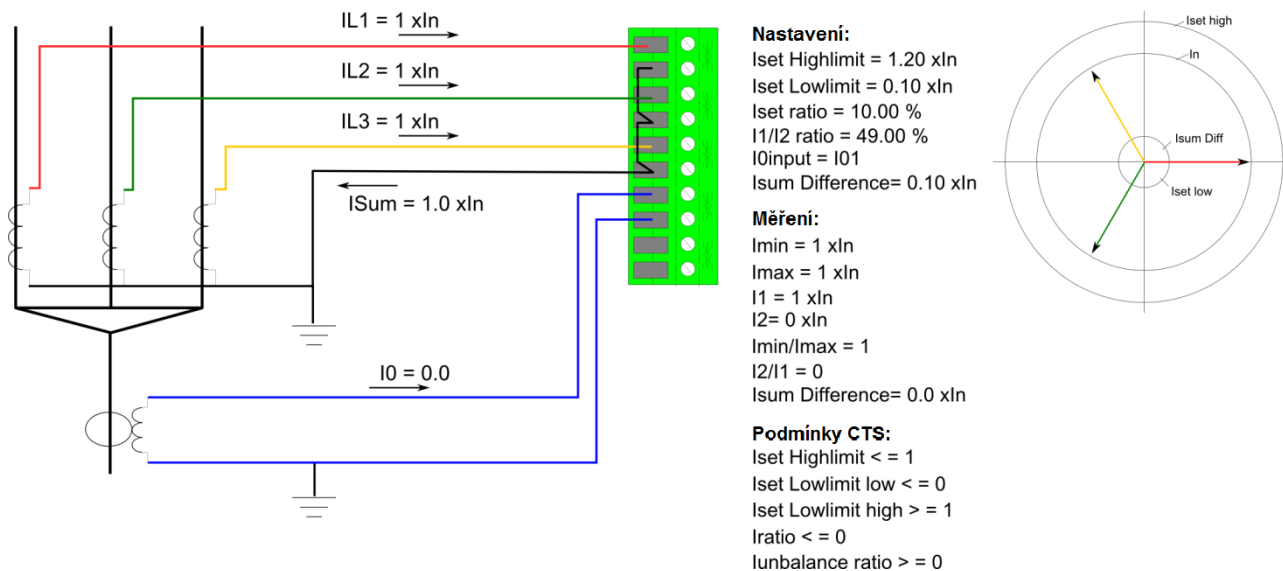 IL1 = 1 xIn
IL2 = 1 xIn
IL3 = 1 xIn
ISum = 1.0 xIn
I0 = 0.0
Nastavení:
Iset Highlimit = 1.20 xIn
Iset Lowlimit = 0.10 xIn
Iset ratio = 10.00 %
I1/I2 ratio = 49.00 %
I0input = I01
Isum Difference= 0.10 xIn
Měření:
Imin = 1 xIn
Imax = 1 xIn
I1 = 1 xIn
I2= 0 xIn
Imin/Imax = 1
I2/I1 = 0
Isum Difference= 0.0 xIn
Podmínky CTS:
Iset Highlimit < = 1
Iset Lowlimit low < = 0
Iset Lowlimit high > = 1
Iratio < = 0
Iunbalance ratio > = 0
Iset high
In
Isum Diff
Iset low